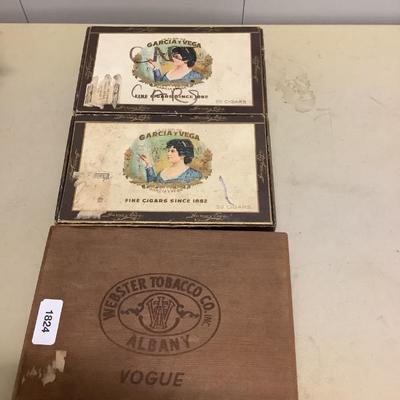 GARCIA Y VEGA
CARS
FINE CIGARS SINCE 1882
50 CIGARS
GARCIA Y VEGA
FINE CIGARS SINCE 1882
50 CIGARS
1824
WEBSTER TOBACCO CO. INC.
ALBANY
VOGUE